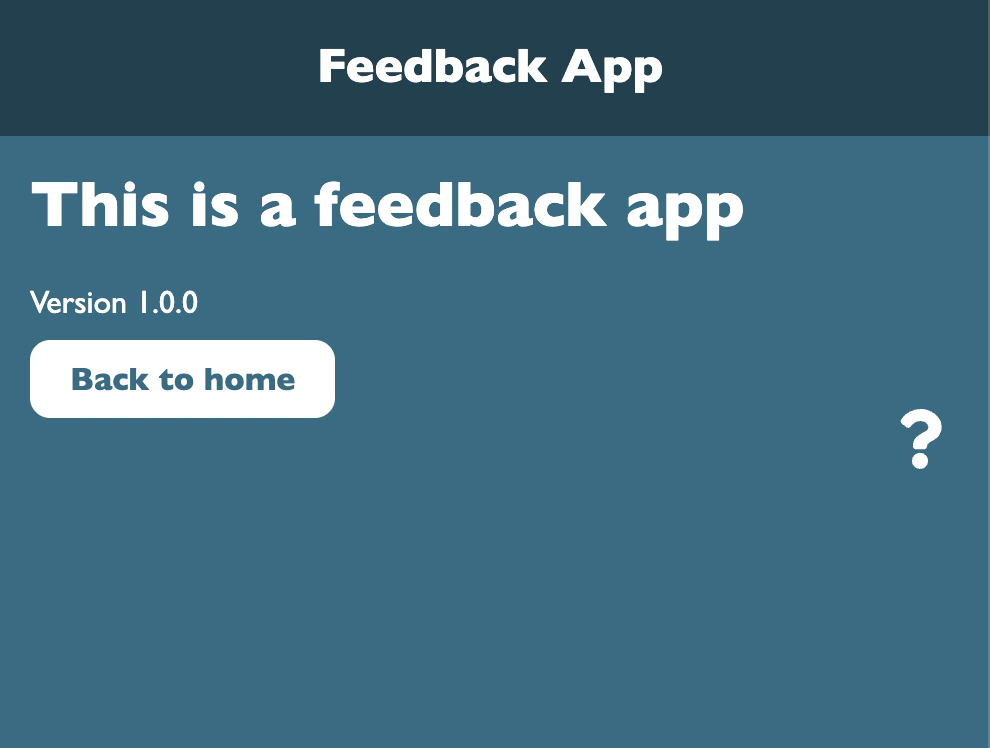 Feedback App
This is a feedback app
Version 1.0.0
Back to home
?